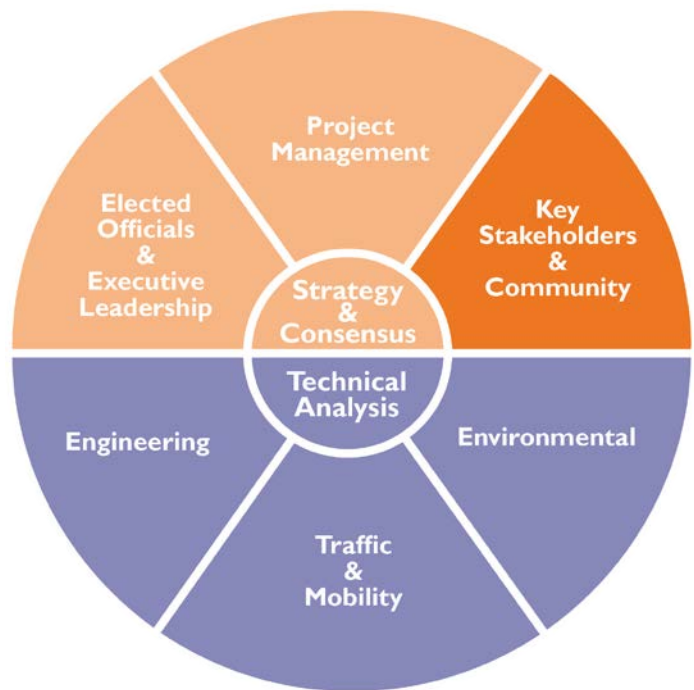 Project
Management
Elected
Officials
&
Executive
Leadership
Key
Stakeholders
&
Community
Strategy
&
Consensus
Technical
Analysis
Engineering
Environmental
Traffic
&
Mobility